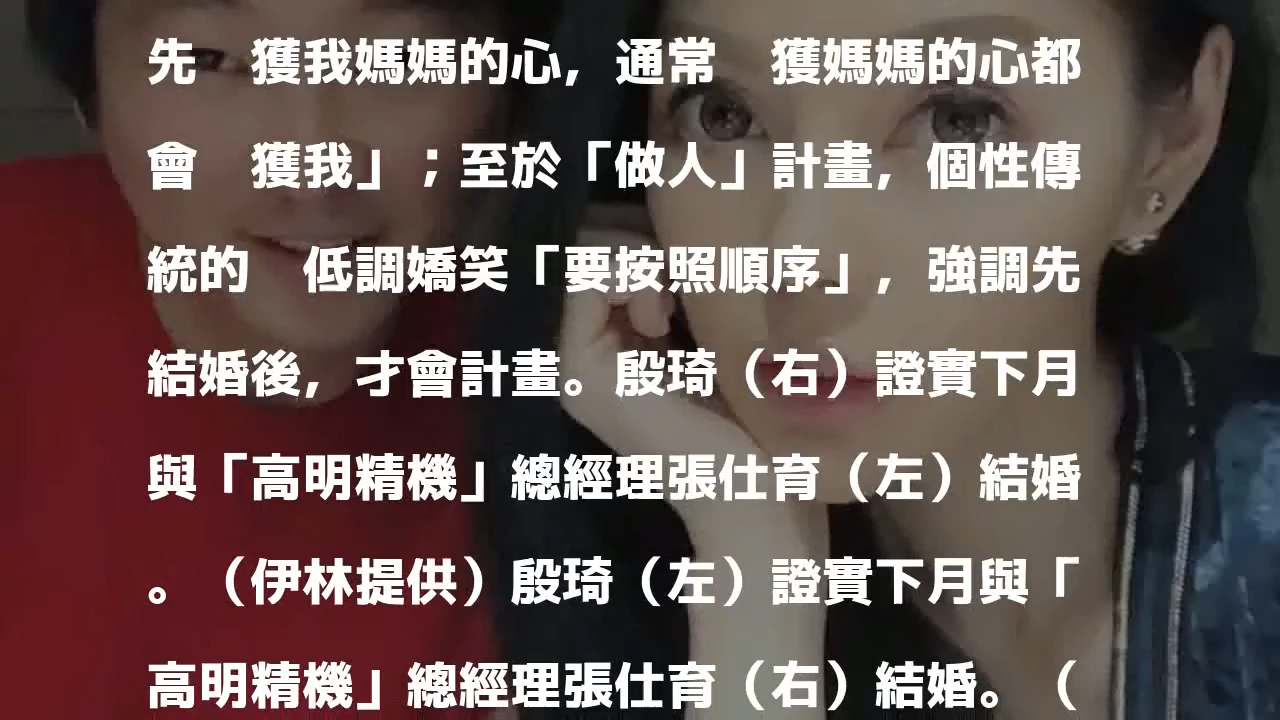 先　獲我媽媽的心，通常　獲媽媽的心都
會　獲我」；至於「做人」計畫，個性傳
統的　低調嬌笑「要按照順序」，強調先
結婚後，才會計畫。殷琦（右）證實下月
與「高明精機」總經理張仕育（左）結婚
。（伊林提供）殷琦（左）證實下月與「
高明精機」總經理張仕育（右）結婚。（